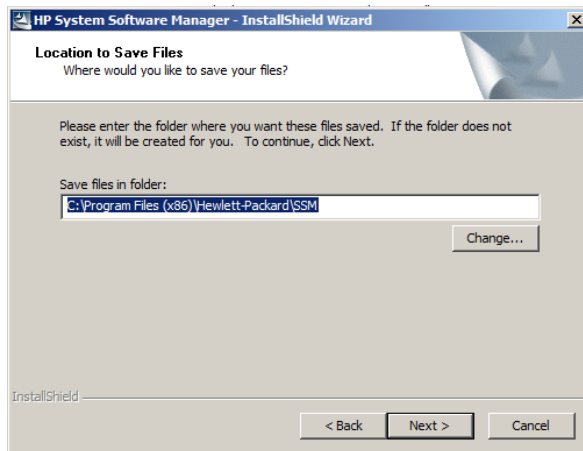 HP System Software Manager - InstallShield Wizard
Location to Save Files
Where would you like to save your files?
Please enter the folder where you want these files saved. If the folder does not
exist, it will be created for you. To continue, click Next.
Save files in folder:
C:\Program Files (x86)\Hewlett-Packard\SSM
Change...
InstallShield
< Back
Next >
Cancel